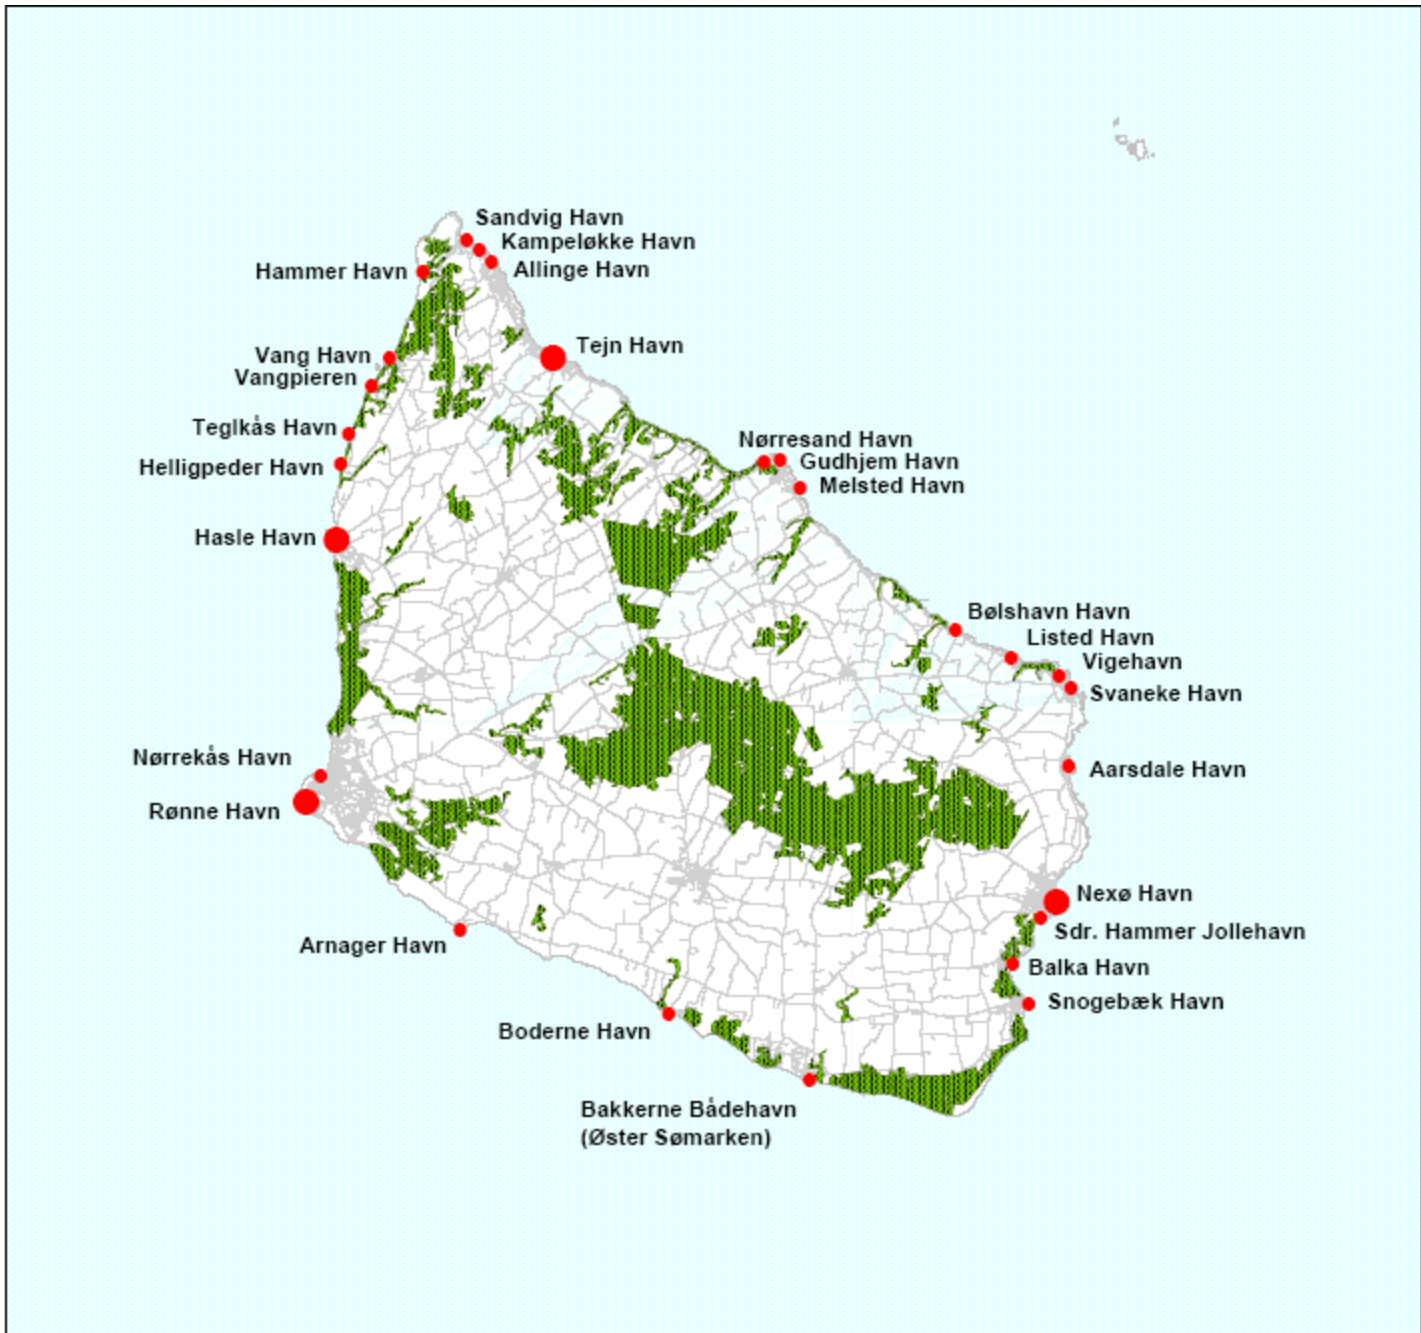 Sandvig Havn
Kampeløkke Havn
Hammer Havn
Allinge Havn
Tejn Havn
Vang Havn
Vangpieren
Teglkås Havn
Nørresand Havn
Helligpeder Havn
Gudhjem Havn
Melsted Havn
Hasle Havn
Bølshavn Havn
Listed Havn
Vigehavn
Svaneke Havn
Nørrekås Havn
Aarsdale Havn
Rønne Havn
Nexø Havn
Sdr. Hammer Jollehavn
Arnager Havn
Balka Havn
Snogebæk Havn
Boderne Havn
Bakkerne Bådehavn
(Øster Sømarken)